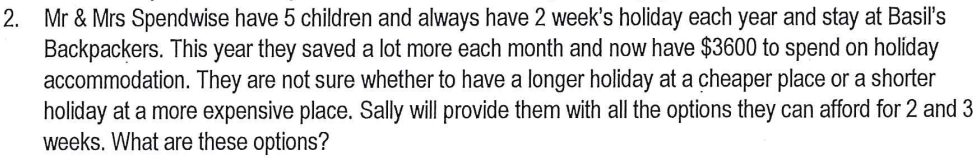 2. Mr & Mrs Spendwise have 5 children and always have 2 week's holiday each year and stay at Basil's
Backpackers. This year they saved a lot more each month and now have $3600 to spend on holiday
accommodation. They are not sure whether to have a longer holiday at a cheaper place or a shorter
holiday at a more expensive place. Sally will provide them with all the options they can afford for 2 and 3
weeks. What are these options?